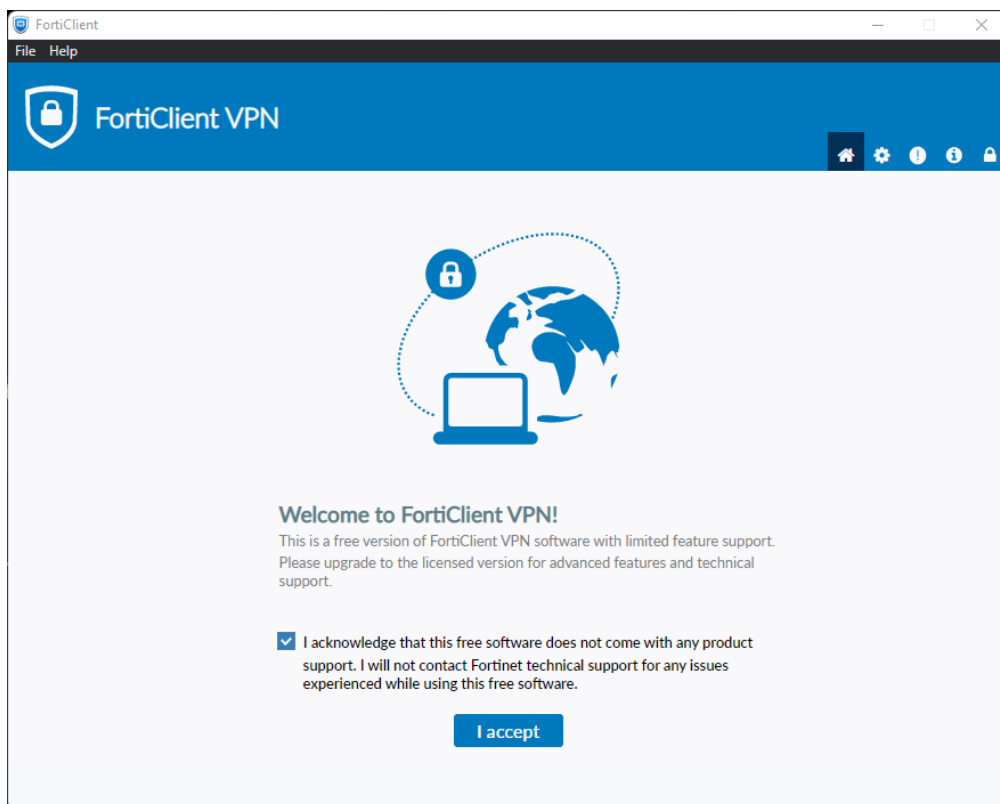 FortiClient
File Help
FortiClient VPN
Welcome to FortiClient VPN!
This is a free version of FortiClient VPN software with limited feature support.
Please upgrade to the licensed version for advanced features and technical
support.
I acknowledge that this free software does not come with any product
support. I will not contact Fortinet technical support for any issues
experienced while using this free software.
I accept